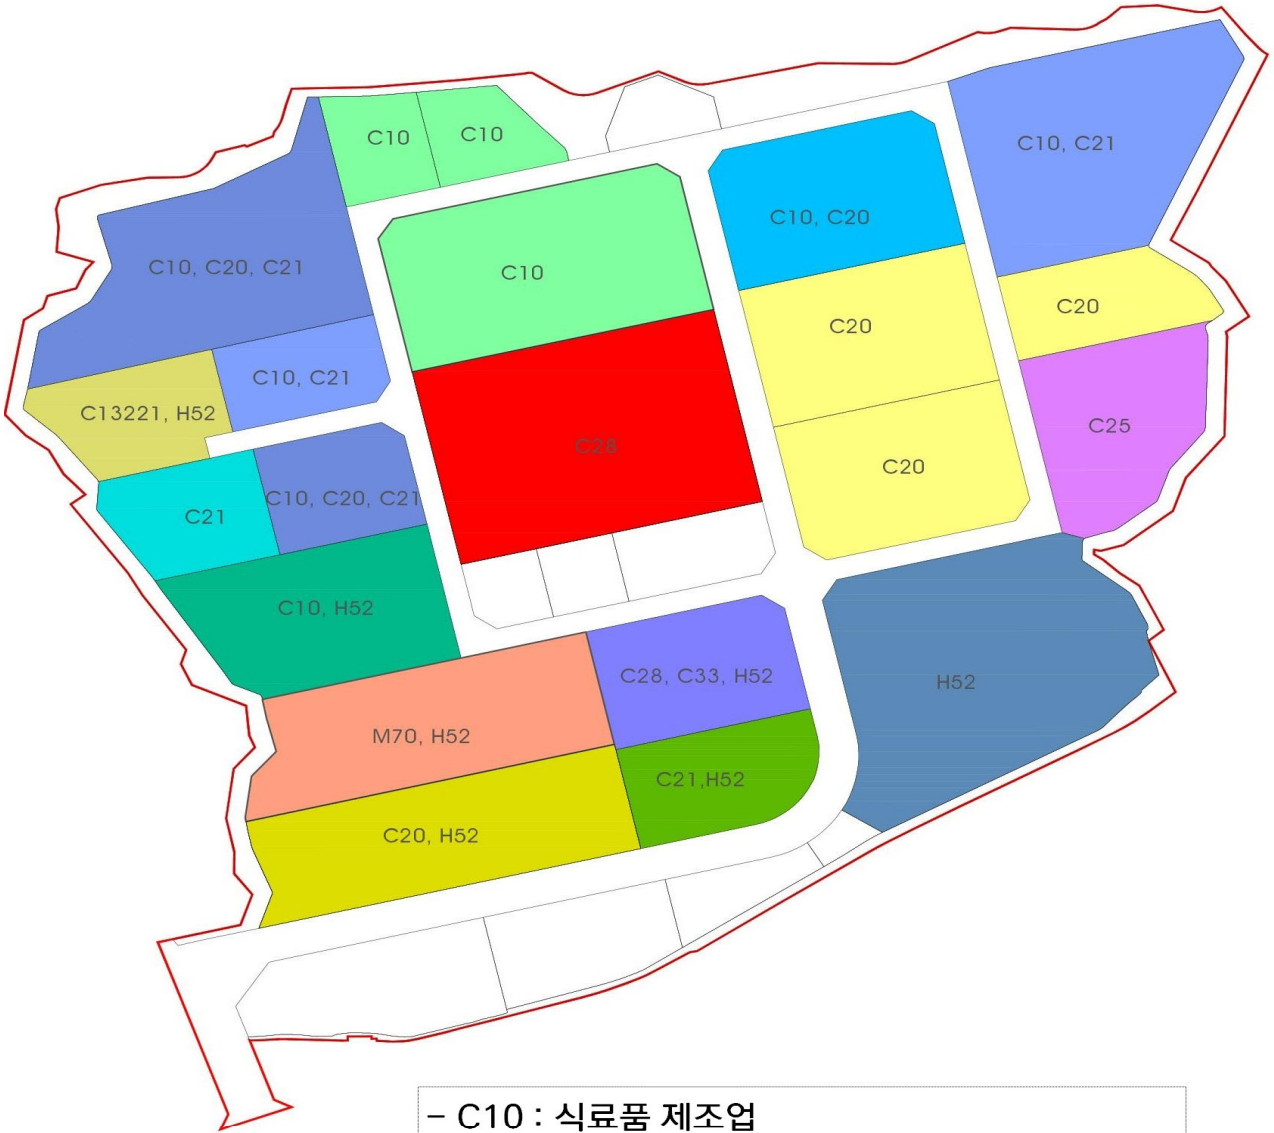 C10
C10
C10, C21
C10, C20
C10, C20, C21
C10
C20
C20
C10, C21
C13221, H52
C25
C28
C20
C10, C20, C21
C21
C10, H52
C28, C33, H52
H52
M70, H52
C21,H52
C20, H52
– C10 : 식료품 제조업